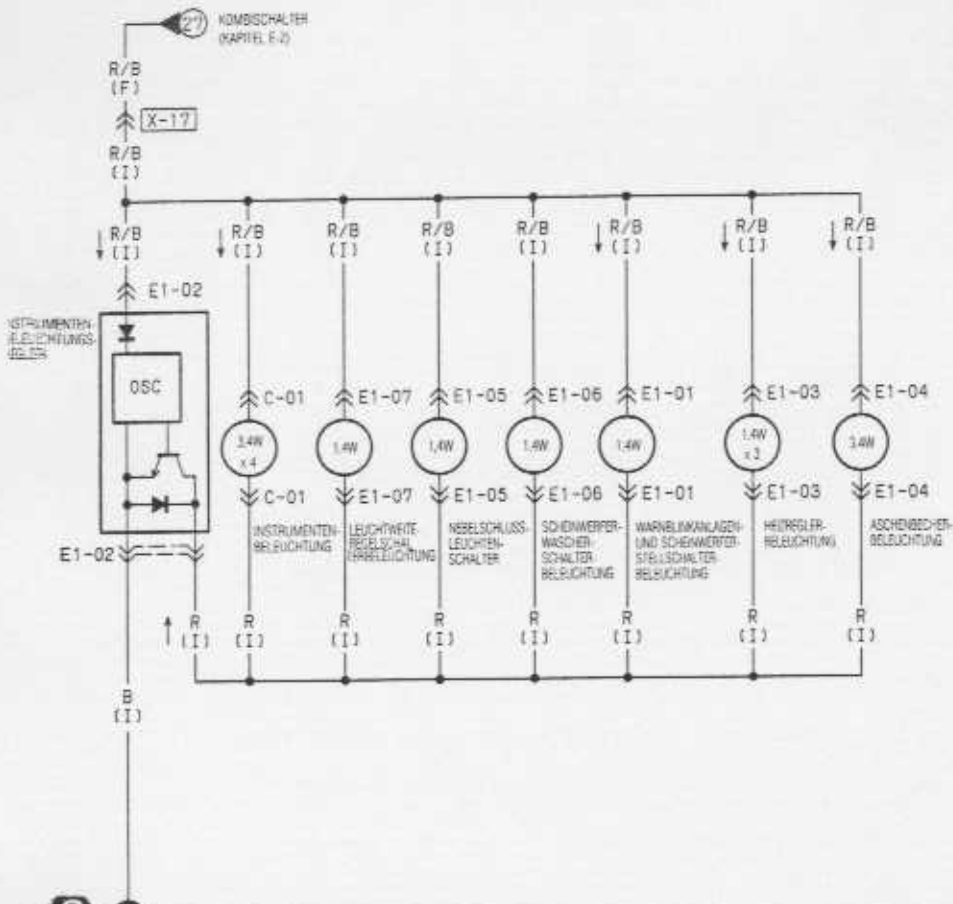 27 KOMBISCHALTER
(KAPITEL E-2)
R/B
(F)
X-17
R/B
(I)
R/B R/B R/B R/B R/B R/B R/B R/B
(I) (I) (I) (I) (I) (I) (I) (I)
E1-02
OSC
C-01 E1-07 E1-05 E1-06 E1-01 E1-03 E1-04
3,4W x 4
1,4W
1,4W
1,4W
1,4W
1,4W x 3
3,4W
C-01 E1-07 E1-05 E1-06 E1-01 E1-03 E1-04
INSTRUMENTEN-
BELEUCHTUNG
LEUCHTWEITE-
REGELSCHAL
TERBELEUCHTUNG
NEBELSCHLUSS-
LEUCHTEN-
SCHALTER
SCHEINWERFER-
WASCHER-
SCHALTER-
BELEUCHTUNG
WARNBLINKANLAGEN-
UND SCHEINWERFER-
STELLSCHALTER-
BELEUCHTUNG
HEIZREGLER-
BELEUCHTUNG
ASCHENBECHER-
BELEUCHTUNG
E1-02
R R R R R R R R
(I) (I) (I) (I) (I) (I) (I) (I)
B
(I)